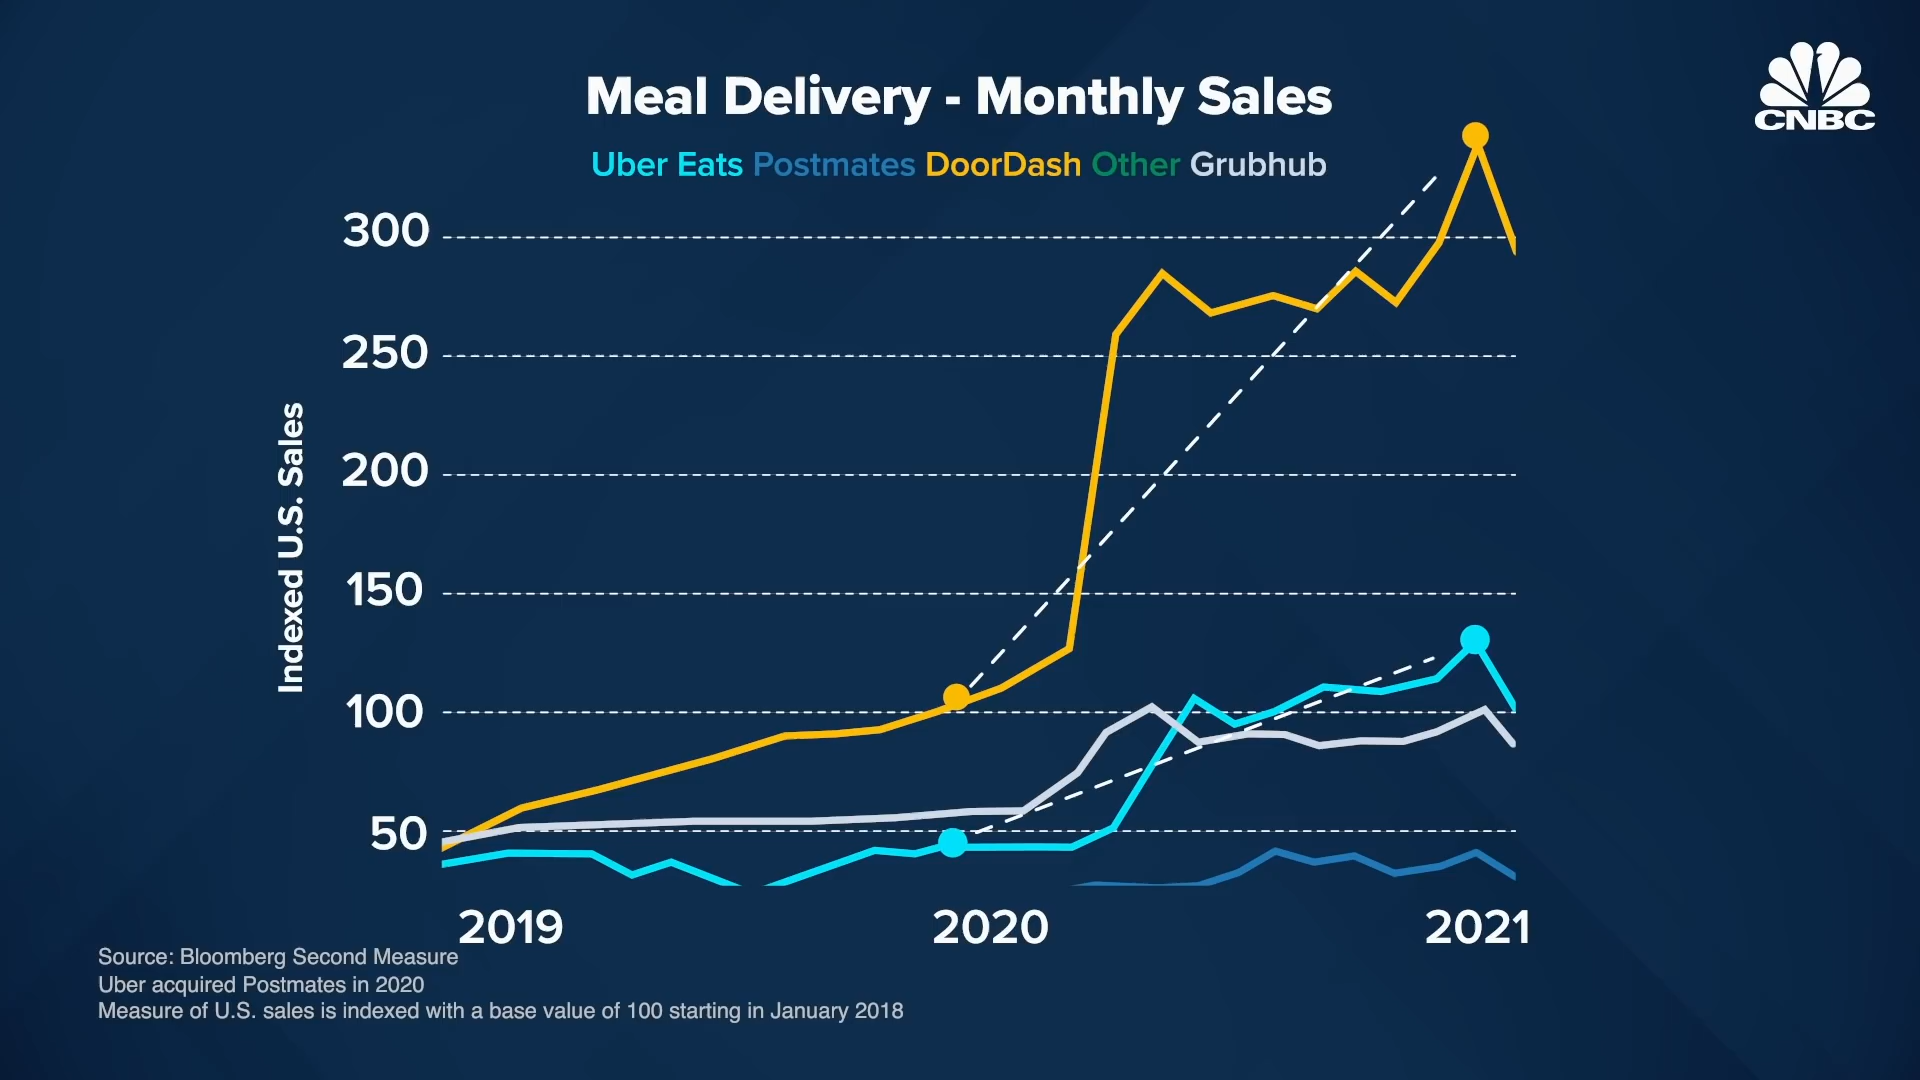 Meal Delivery - Monthly Sales
CNBC
Uber Eats Postmates DoorDash Other Grubhub
300
250
200
150
100
50
Indexed U.S. Sales
2019 2020 2021
Source: Bloomberg Second Measure
Uber acquired Postmates in 2020
Measure of U.S. sales is indexed with a base value of 100 starting in January 2018